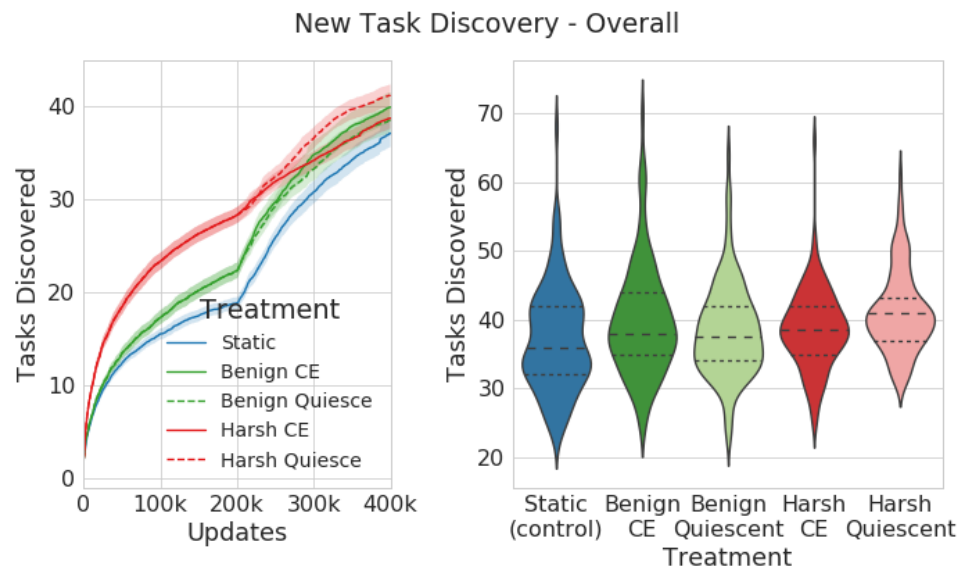 New Task Discovery - Overall
Tasks Discovered
40
30
20
10
0
0 100k 200k 300k 400k
Updates
Treatment
Static
Benign CE
Benign Quiesce
Harsh CE
Harsh Quiesce
Tasks Discovered
70
60
50
40
30
20
Static (control)
Benign CE
Benign Quiescent
Harsh CE
Harsh Quiescent
Treatment